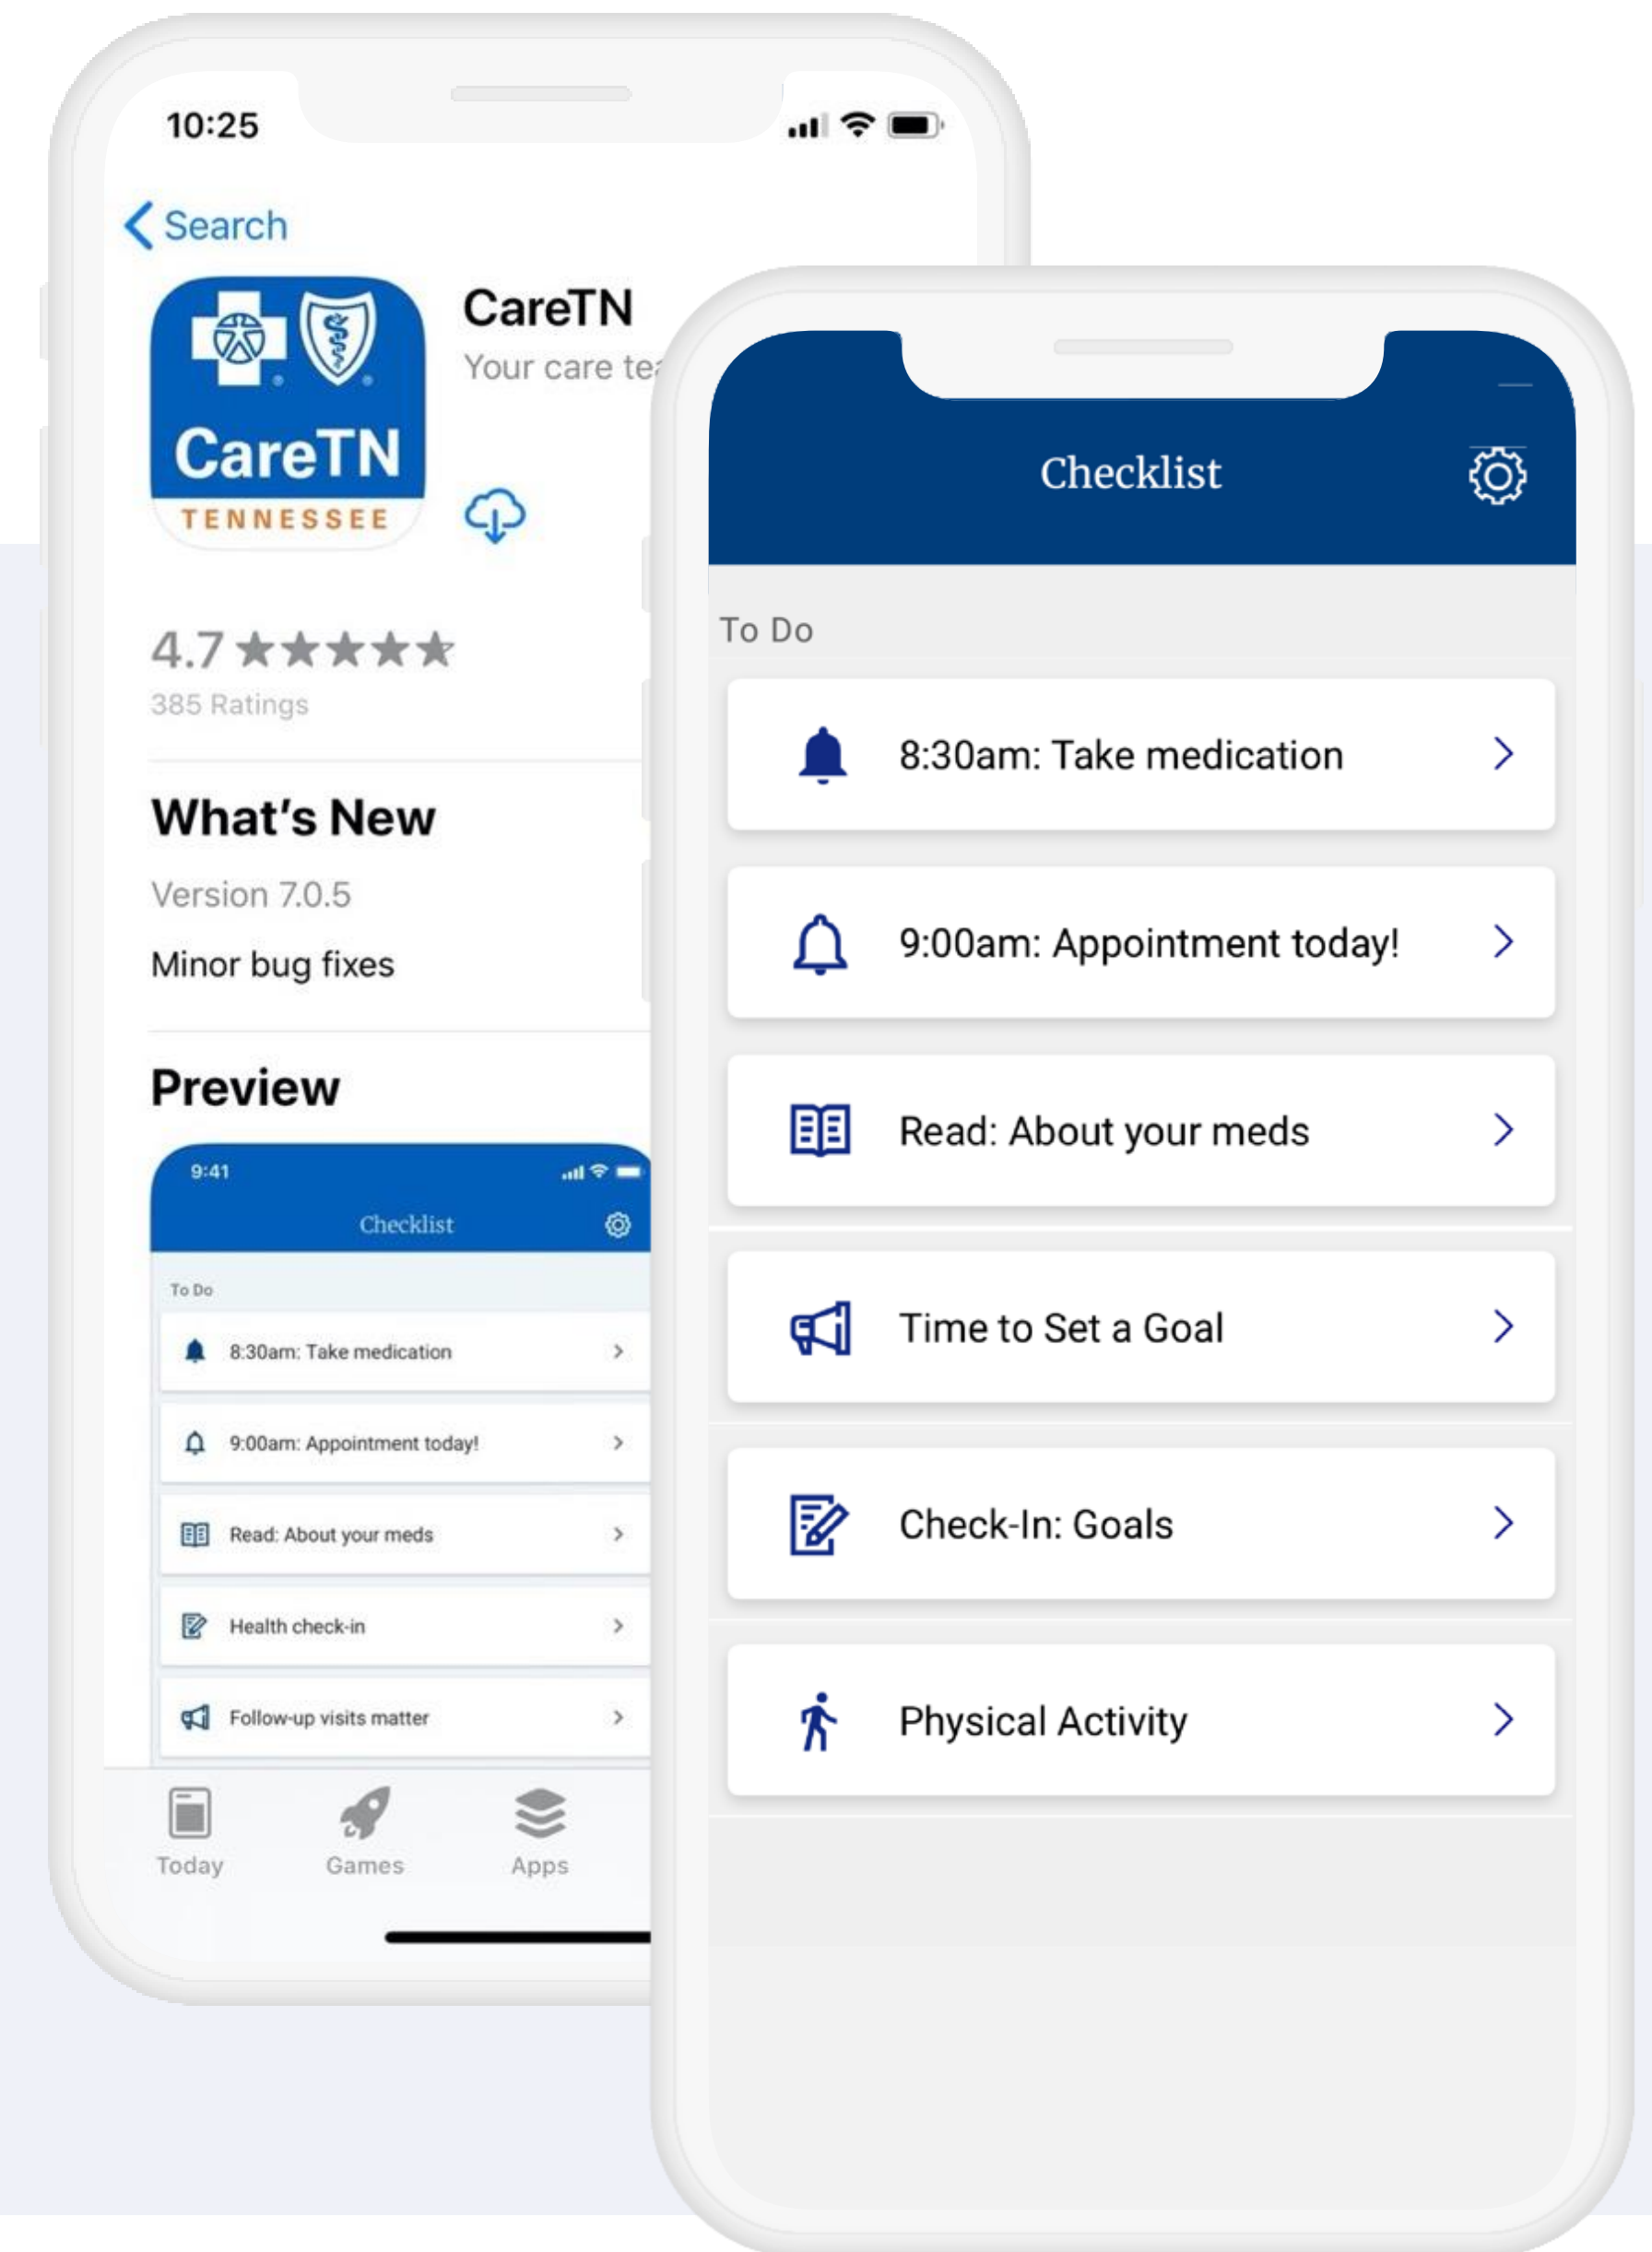 10:25
Search
CareTN
TENNESSEE
CareTN
Your care
4.7
385 Ratings
What's New
Version 7.0.5
Minor bug fixes
Preview
9:41
Checklist
To Do
8:30am: Take medication
9:00am: Appointment today!
Read: About your meds
Health check-in
Follow-up visits matter
Today
Games
Apps
Checklist
To Do
8:30am: Take medication
9:00am: Appointment today!
Read: About your meds
Time to Set a Goal
Check-In: Goals
Physical Activity